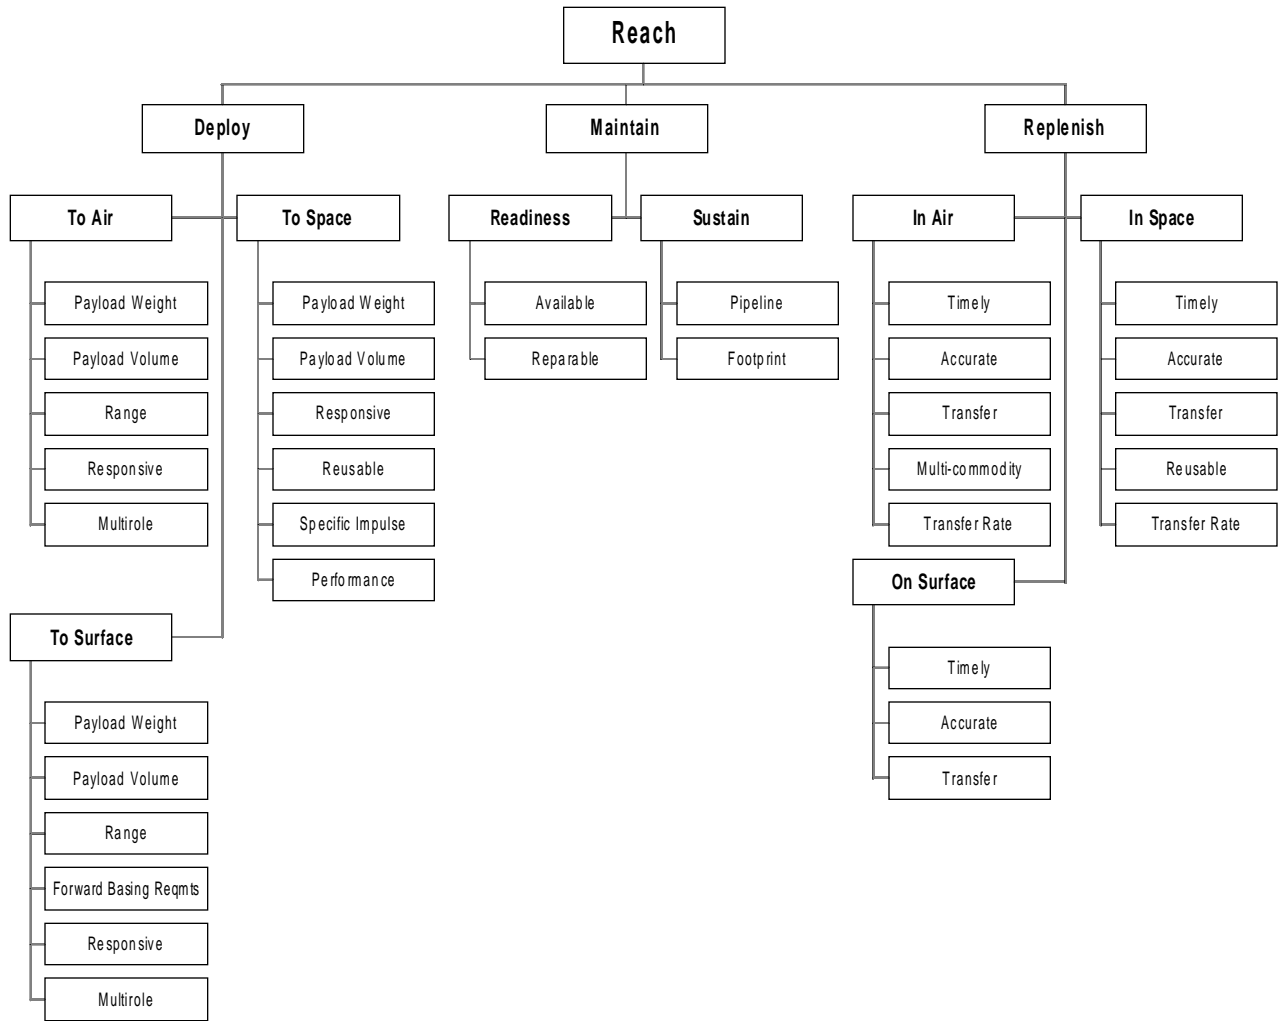 Reach
Deploy
Maintain
Replenish
To Air
To Space
Readiness
Sustain
In Air
In Space
Payload Weight
Payload Volume
Range
Responsive
Multirole
Payload Weight
Payload Volume
Responsive
Reusable
Specific Impulse
Performance
Available
Reparable
Pipeline
Footprint
Timely
Accurate
Transfer
Multi-commodity
Transfer Rate
Timely
Accurate
Transfer
Reusable
Transfer Rate
To Surface
Payload Weight
Payload Volume
Range
Forward Basing Reqmts
Responsive
Multirole
On Surface
Timely
Accurate
Transfer